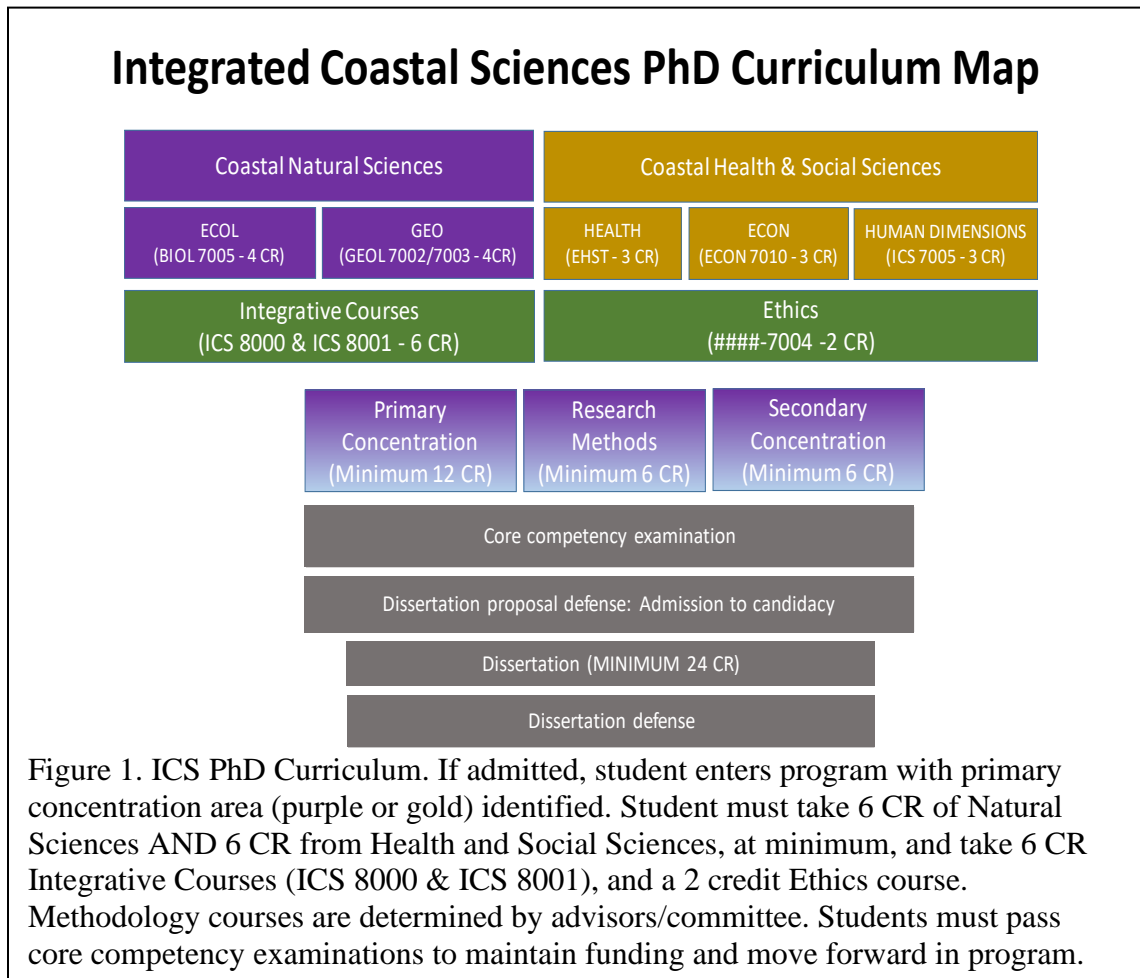 Integrated Coastal Sciences PhD Curriculum Map
Coastal Natural Sciences
Coastal Health & Social Sciences
ECOL
(BIOL 7005 - 4 CR)
GEO
(GEOL 7002/7003 - 4CR)
HEALTH
(EHST - 3 CR)
ECON
(ECON 7010 - 3 CR)
HUMAN DIMENSIONS
(ICS 7005 - 3 CR)
Integrative Courses
(ICS 8000 & ICS 8001 - 6 CR)
Ethics
(####-7004 -2 CR)
Primary
Concentration
(Minimum 12 CR)
Research
Methods
(Minimum 6 CR)
Secondary
Concentration
(Minimum 6 CR)
Core competency examination
Dissertation proposal defense: Admission to candidacy
Dissertation (MINIMUM 24 CR)
Dissertation defense
Figure 1. ICS PhD Curriculum. If admitted, student enters program with primary
concentration area (purple or gold) identified. Student must take 6 CR of Natural
Sciences AND 6 CR from Health and Social Sciences, at minimum, and take 6 CR
Integrative Courses (ICS 8000 & ICS 8001), and a 2 credit Ethics course.
Methodology courses are determined by advisors/committee. Students must pass
core competency examinations to maintain funding and move forward in program.